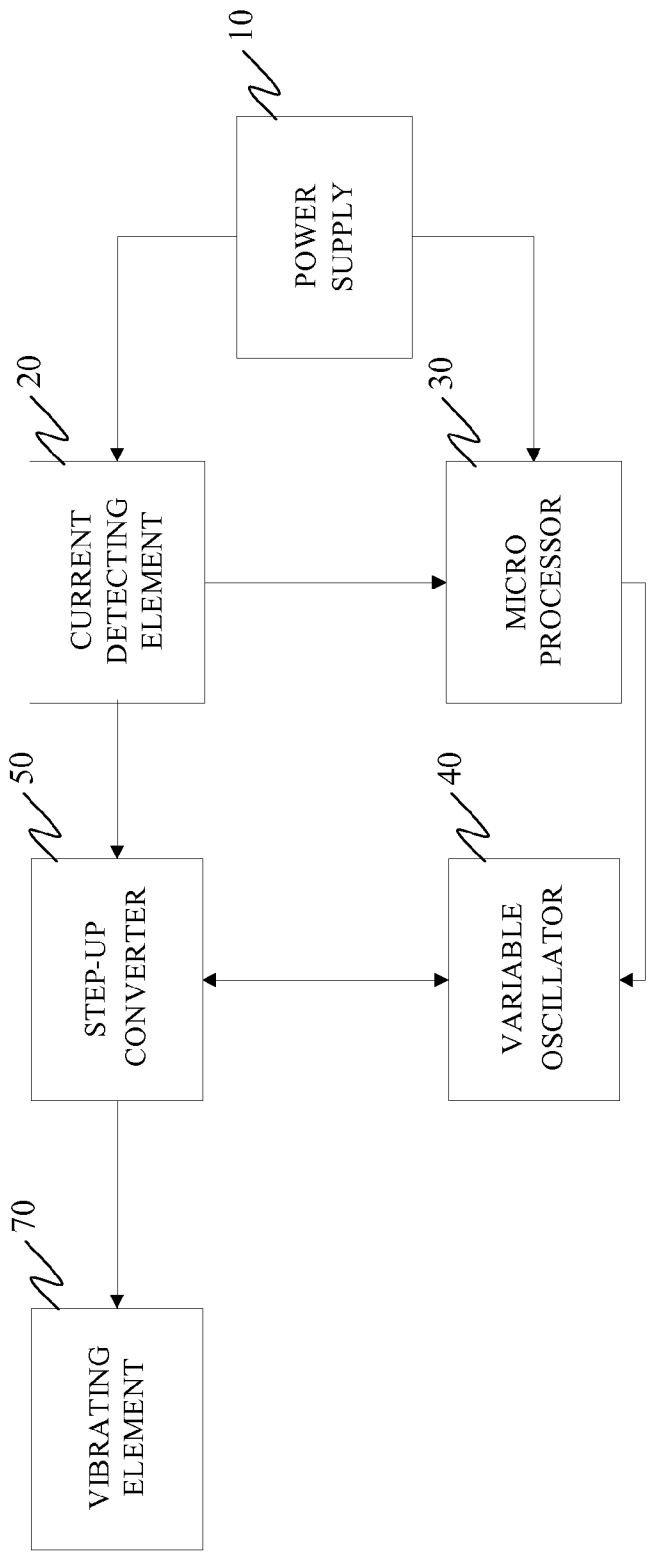 10
POWER
SUPPLY
20
CURRENT
DETECTING
ELEMENT
30
MICRO
PROCESSOR
50
STEP-UP
CONVERTER
40
VARIABLE
OSCILLATOR
70
VIBRATING
ELEMENT